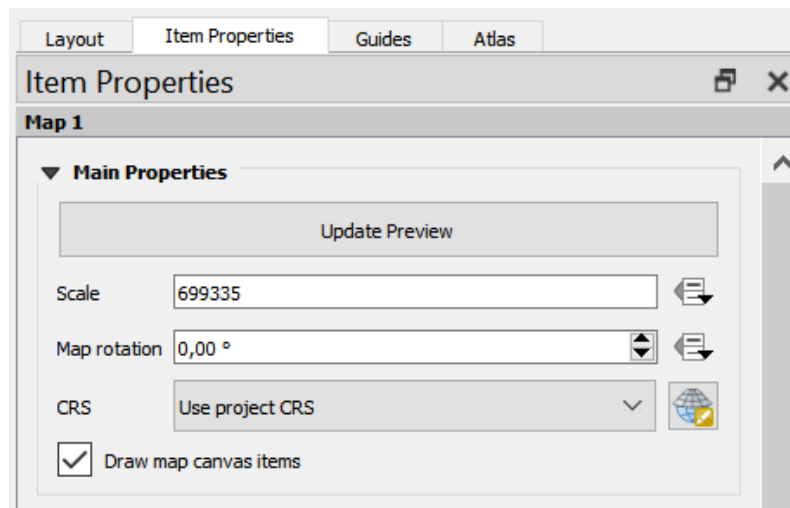 Layout Item Properties Guides Atlas
Item Properties
Map 1
Main Properties
Update Preview
Scale 699335
Map rotation 0,00 °
CRS Use project CRS
Draw map canvas items